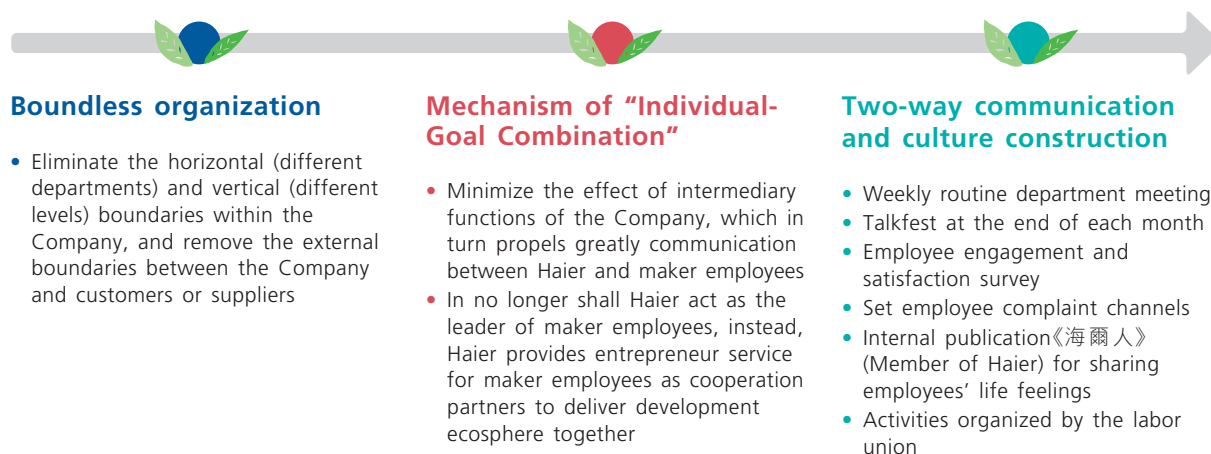 Boundless organization
• Eliminate the horizontal (different
departments) and vertical (different
levels) boundaries within the
Company, and remove the external
boundaries between the Company
and customers or suppliers
Mechanism of “Individual-
Goal Combination”
• Minimize the effect of intermediary
functions of the Company, which in
turn propels greatly communication
between Haier and maker employees
• In no longer shall Haier act as the
leader of maker employees, instead,
Haier provides entrepreneur service
for maker employees as cooperation
partners to deliver development
ecosphere together
Two-way communication
and culture construction
• Weekly routine department meeting
• Talkfest at the end of each month
• Employee engagement and
satisfaction survey
• Set employee complaint channels
• Internal publication《海爾人》
(Member of Haier) for sharing
employees’ life feelings
• Activities organized by the labor
union